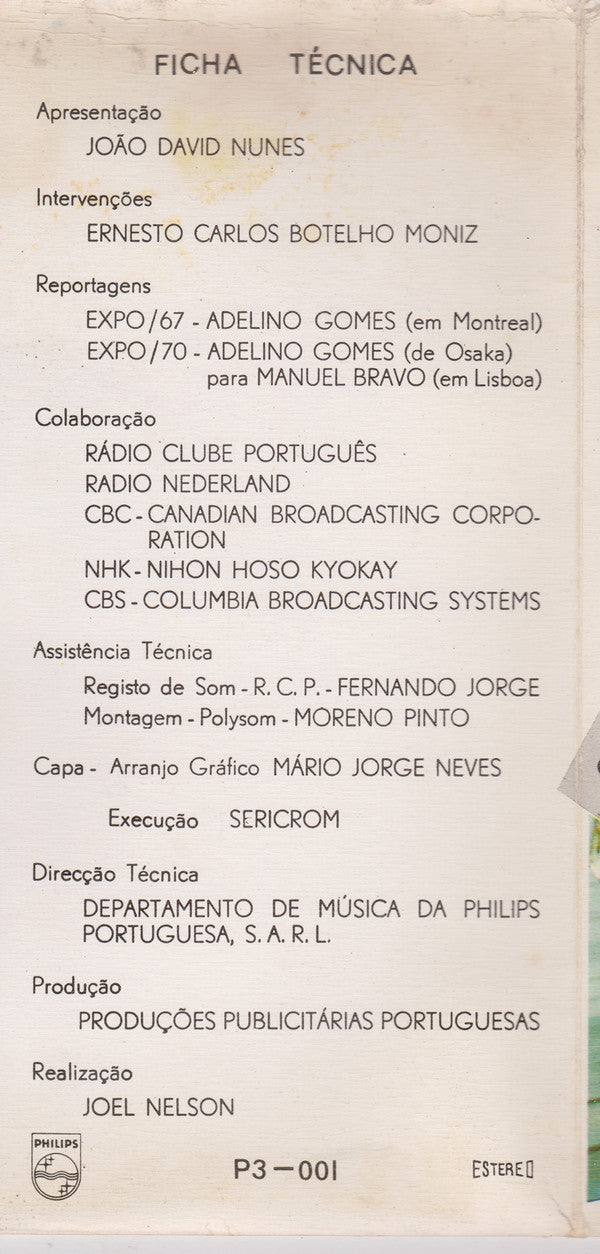 FICHA TÉCNICA
Apresentação
JOÃO DAVID NUNES
Intervenções
ERNESTO CARLOS BOTELHO MONIZ
Reportagens
EXPO/67 - ADELINO GOMES (em Montreal)
EXPO/70 - ADELINO GOMES (de Osaka)
para MANUEL BRAVO (em Lisboa)
Colaboração
RÁDIO CLUBE PORTUGUÊS
RADIO NEDERLAND
CBC - CANADIAN BROADCASTING CORPO-
RATION
NHK - NIHON HOSO KYOKAY
CBS - COLUMBIA BROADCASTING SYSTEMS
Assistência Técnica
Registo de Som - R. C. P. - FERNANDO JORGE
Montagem - Polysom - MORENO PINTO
Capa - Arranjo Gráfico MÁRIO JORGE NEVES
Execução SERICROM
Direcção Técnica
DEPARTAMENTO DE MÚSICA DA PHILIPS
PORTUGUESA, S. A. R. L.
Produção
PRODUÇÕES PUBLICITÁRIAS PORTUGUESAS
Realização
JOEL NELSON
PHILIPS
P3-001
ESTEREO